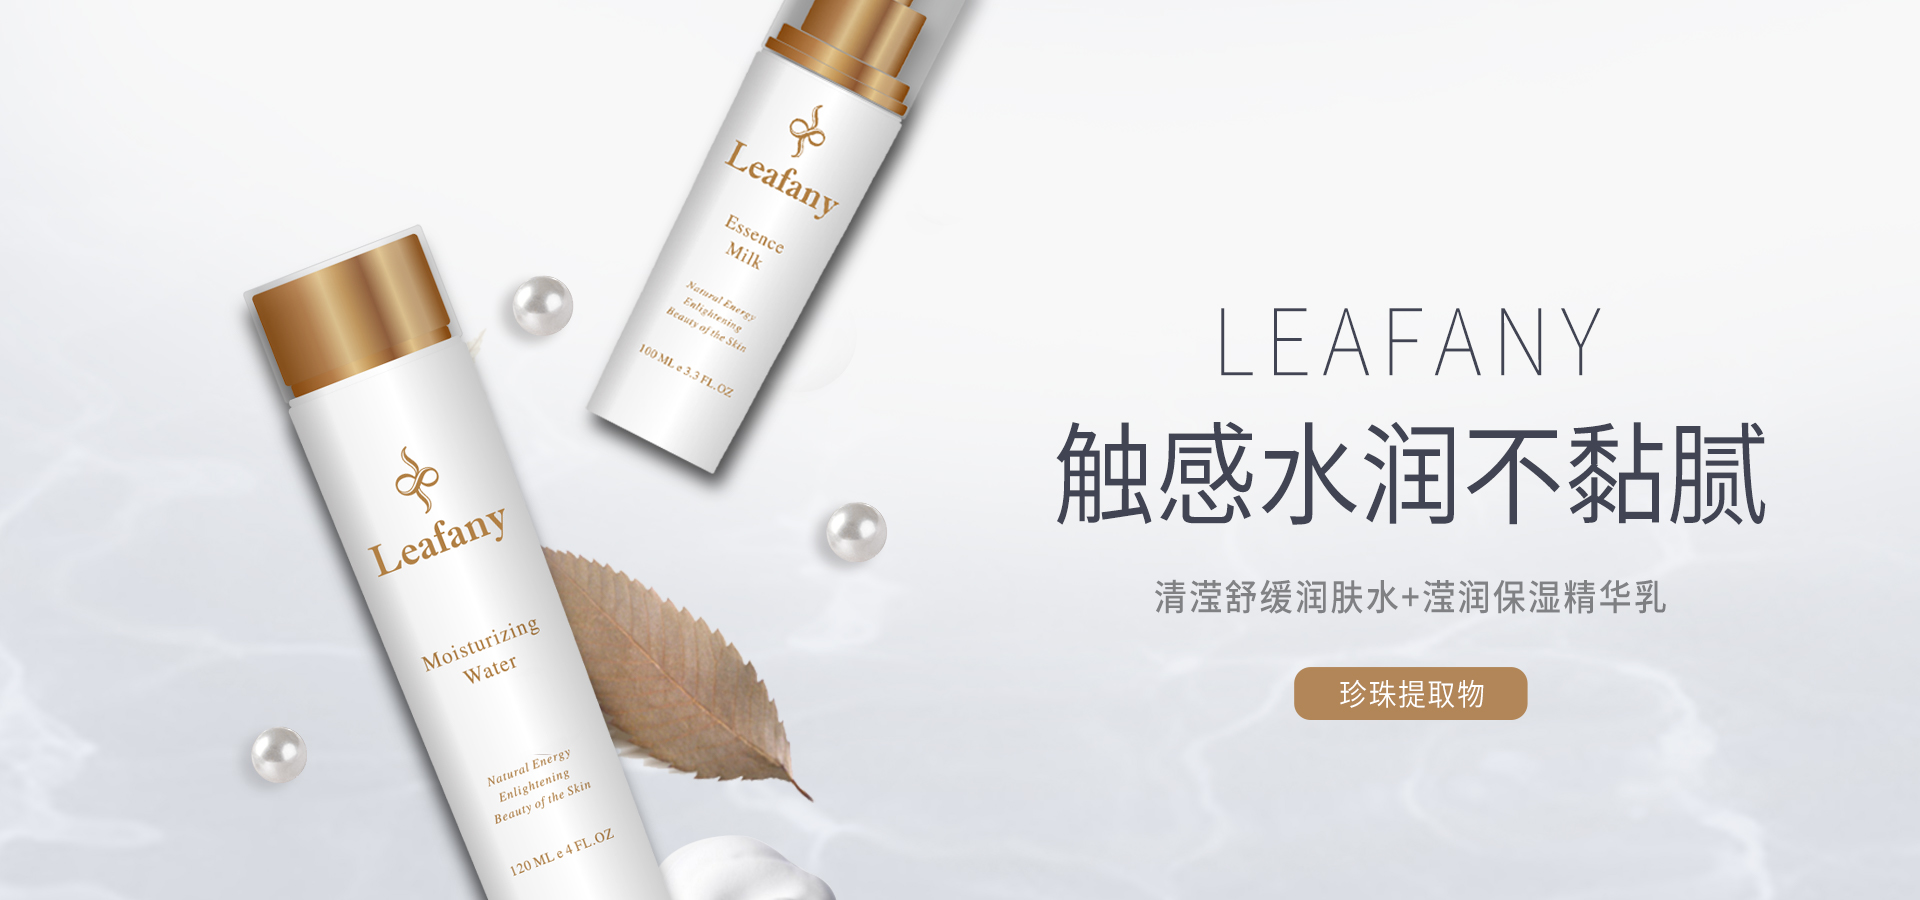 Leafany
Essence
Milk
Natural Energy
Enlightening
Beauty of the Skin
100 ML e 3.3 FL.OZ
Leafany
Moisturizing
Water
Natural Energy
Enlightening
Beauty of the Skin
120 ML e 4 FL.OZ
LEAFANY
触感水润不黏腻
清滢舒缓润肤水+滢润保湿精华乳
珍珠提取物